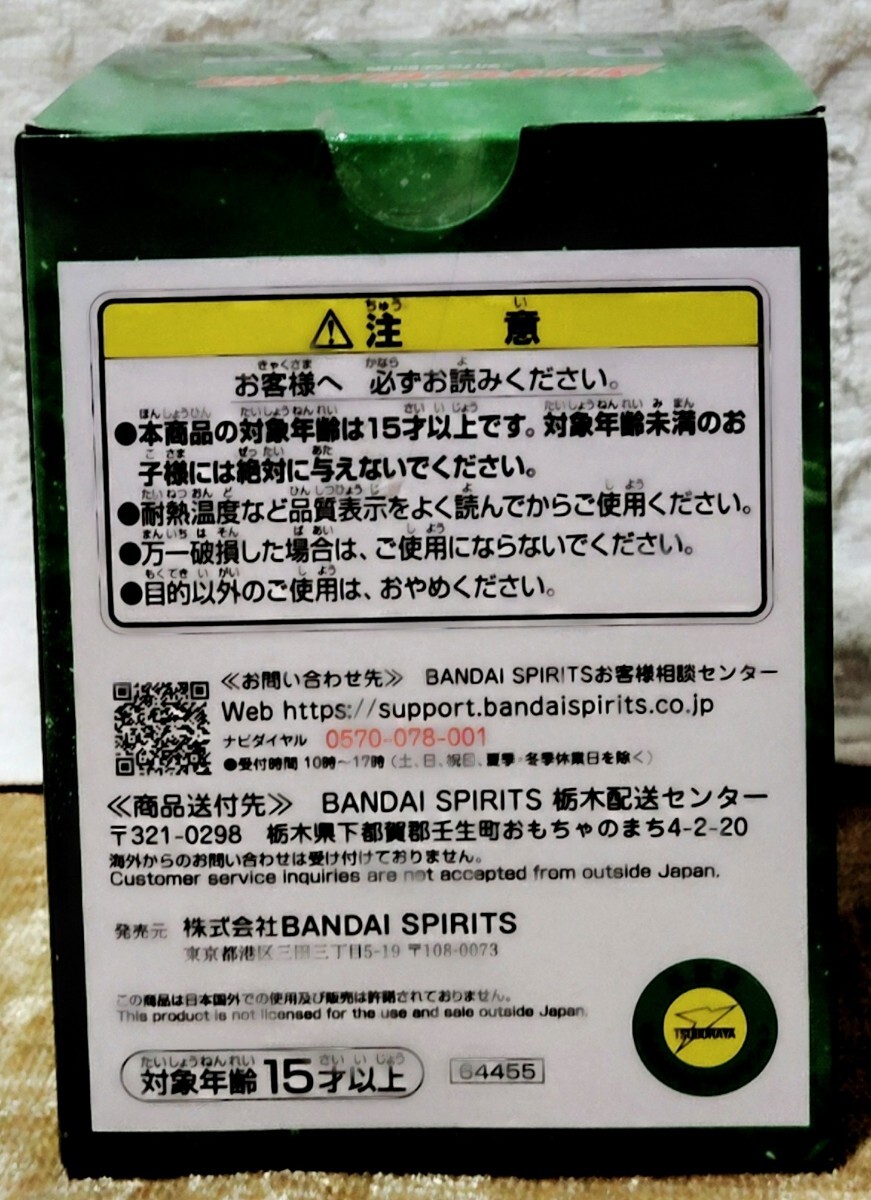 注意
お客様へ 必ずお読みください。
●本商品の対象年齢は15才以上です。対象年齢未満のお
子様には絶対に与えないでください。
●耐熱温度など品質表示をよく読んでからご使用ください。
●万一破損した場合は、ご使用にならないでください。
●目的以外のご使用は、おやめください。
≪お問い合わせ先≫ BANDAI SPIRITSお客様相談センター
Web https://support.bandaispirits.co.jp
ナビダイヤル 0570-078-001
●受付時間 10時~17時(土、日、祝日、夏季・冬季休業日を除く)
≪商品送付先≫ BANDAI SPIRITS 栃木配送センター
〒321-0298 栃木県下都賀郡壬生町おもちゃのまち4-2-20
海外からのお問い合わせは受け付けておりません。
Customer service inquiries are not accepted from outside Japan.
発売元 株式会社BANDAI SPIRITS
東京都港区三田三丁目5-19 〒108-0073
この商品は日本国外での使用及び販売は許諾されておりません。
This product is not licensed for the use and sale outside Japan.
TSUBURAYA
対象年齢15才以上
64455